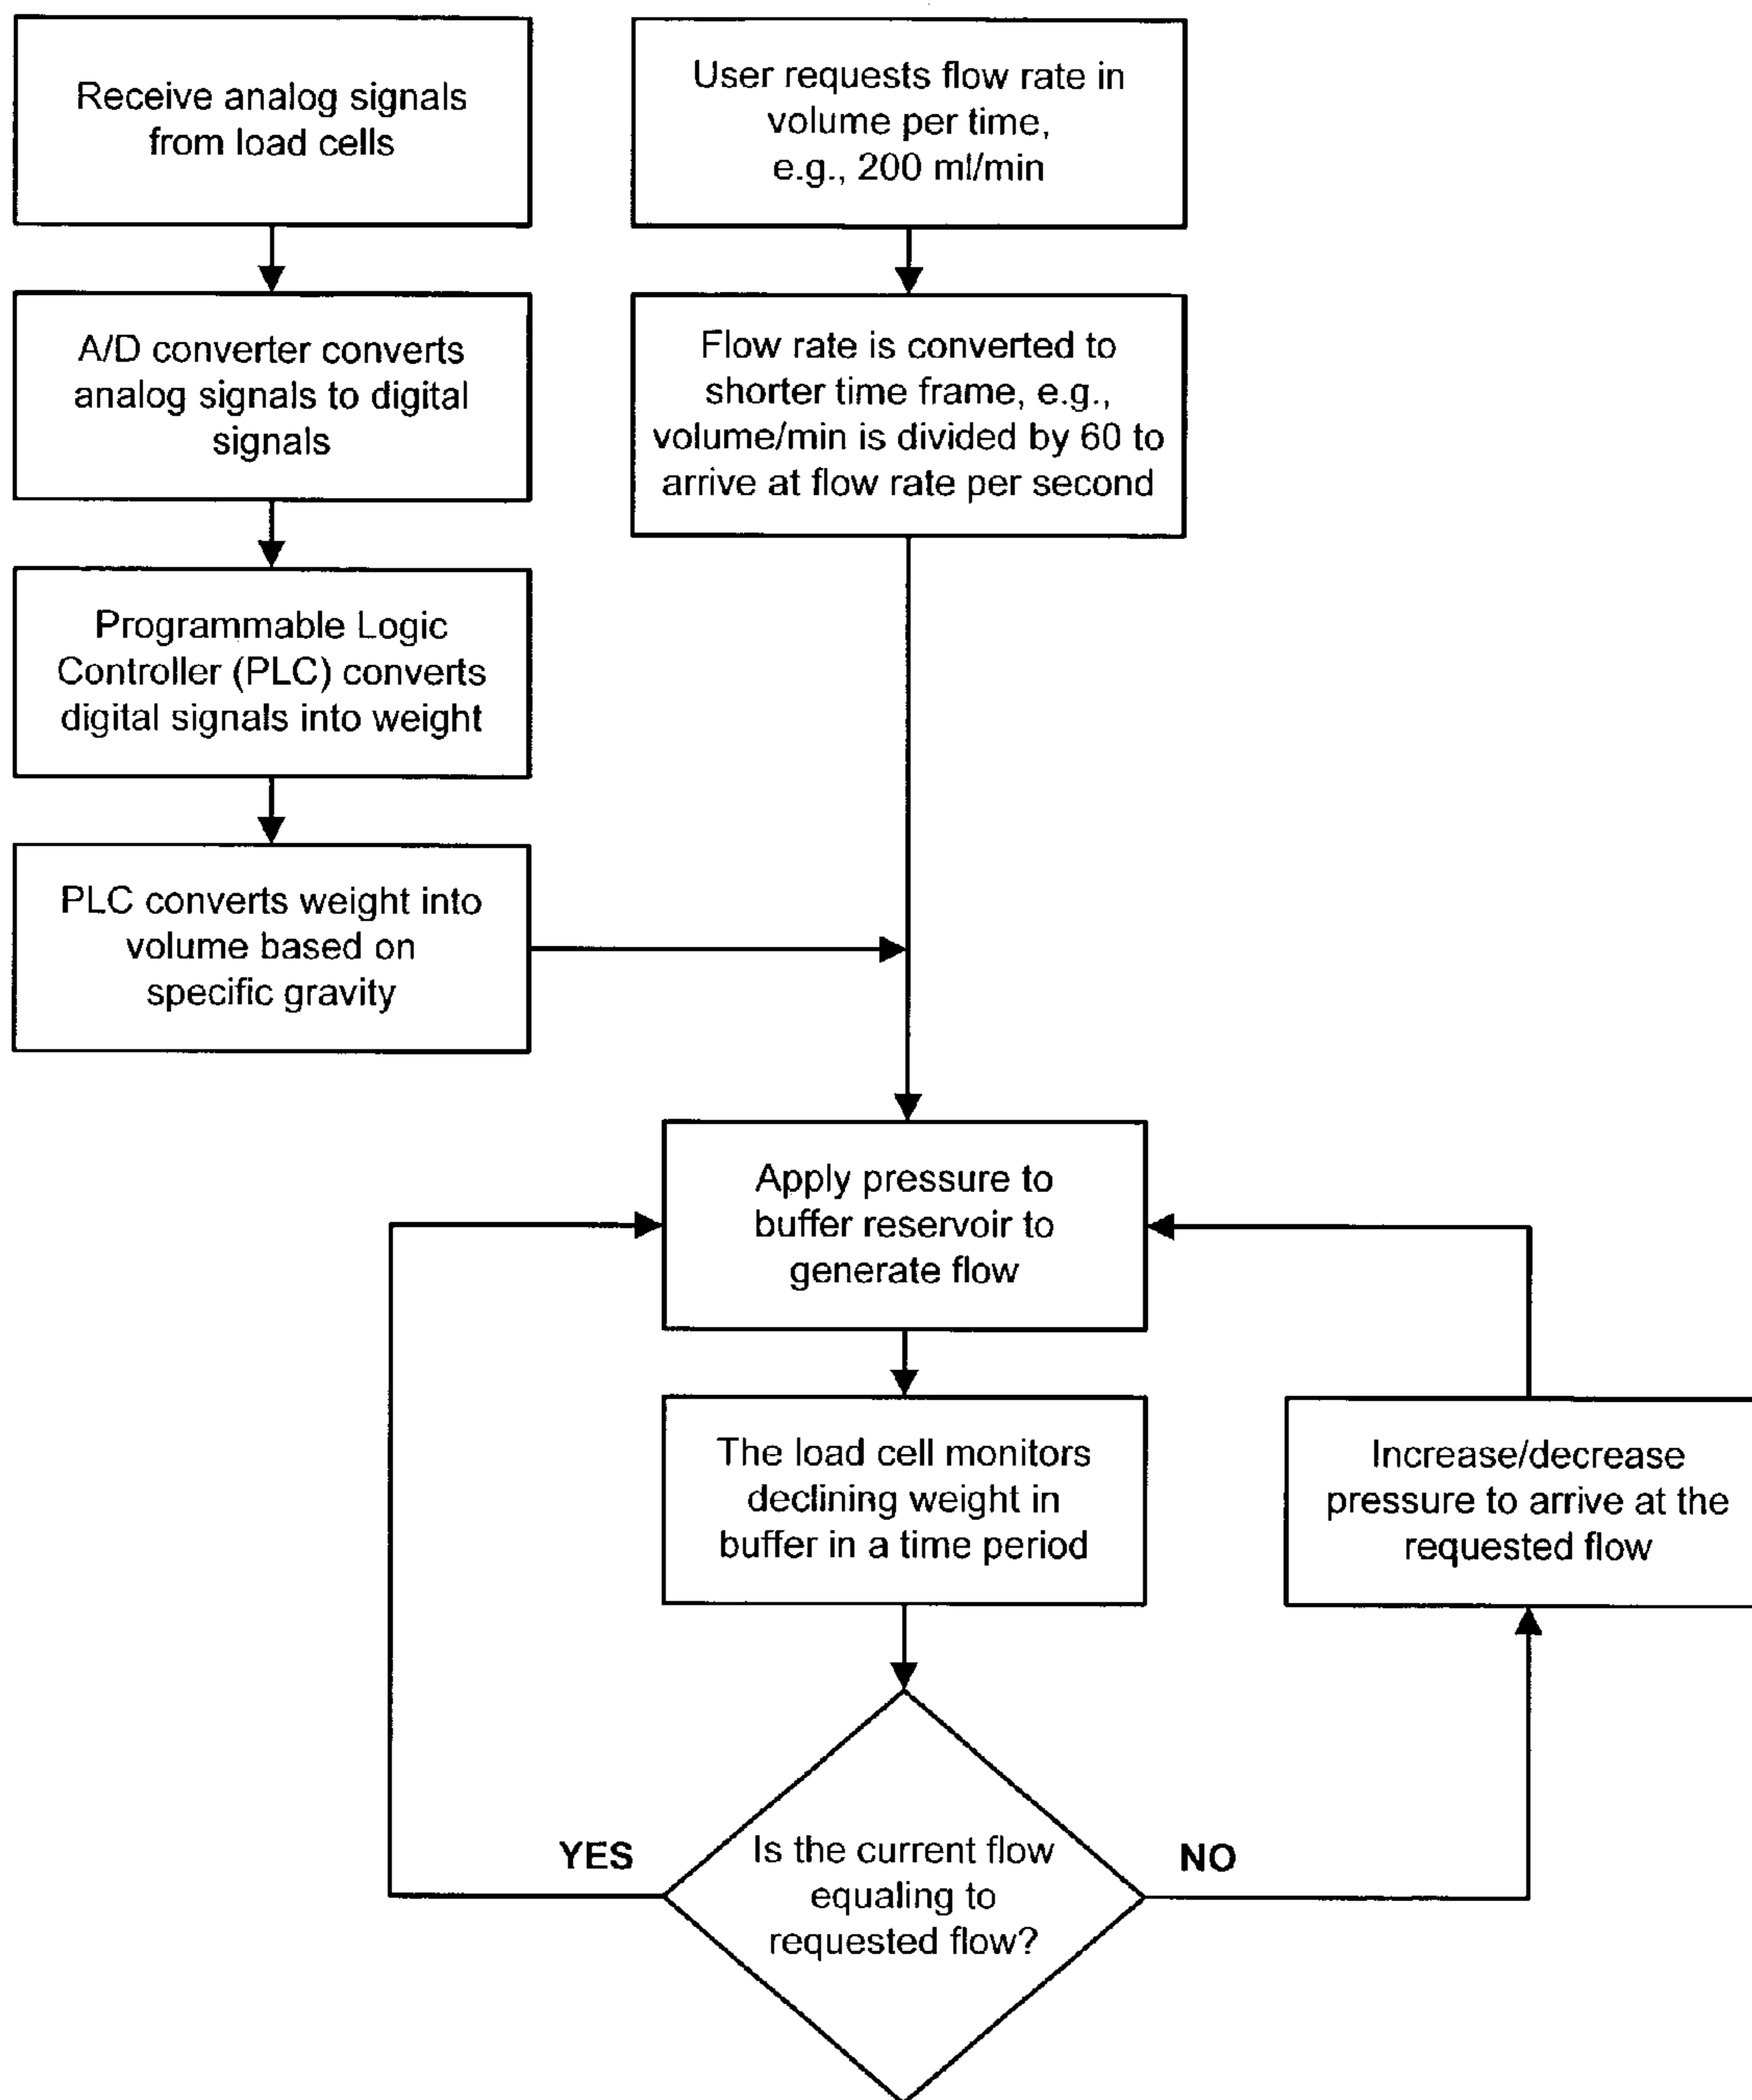 Receive analog signals
from load cells
User requests flow rate in
volume per time,
e.g., 200 ml/min
A/D converter converts
analog signals to digital
signals
Flow rate is converted to
shorter time frame, e.g.,
volume/min is divided by 60 to
arrive at flow rate per second
Programmable Logic
Controller (PLC) converts
digital signals into weight
PLC converts weight into
volume based on
specific gravity
Apply pressure to
buffer reservoir to
generate flow
The load cell monitors
declining weight in
buffer in a time period
Increase/decrease
pressure to arrive at the
requested flow
YES
Is the current flow
equaling to
requested flow?
NO